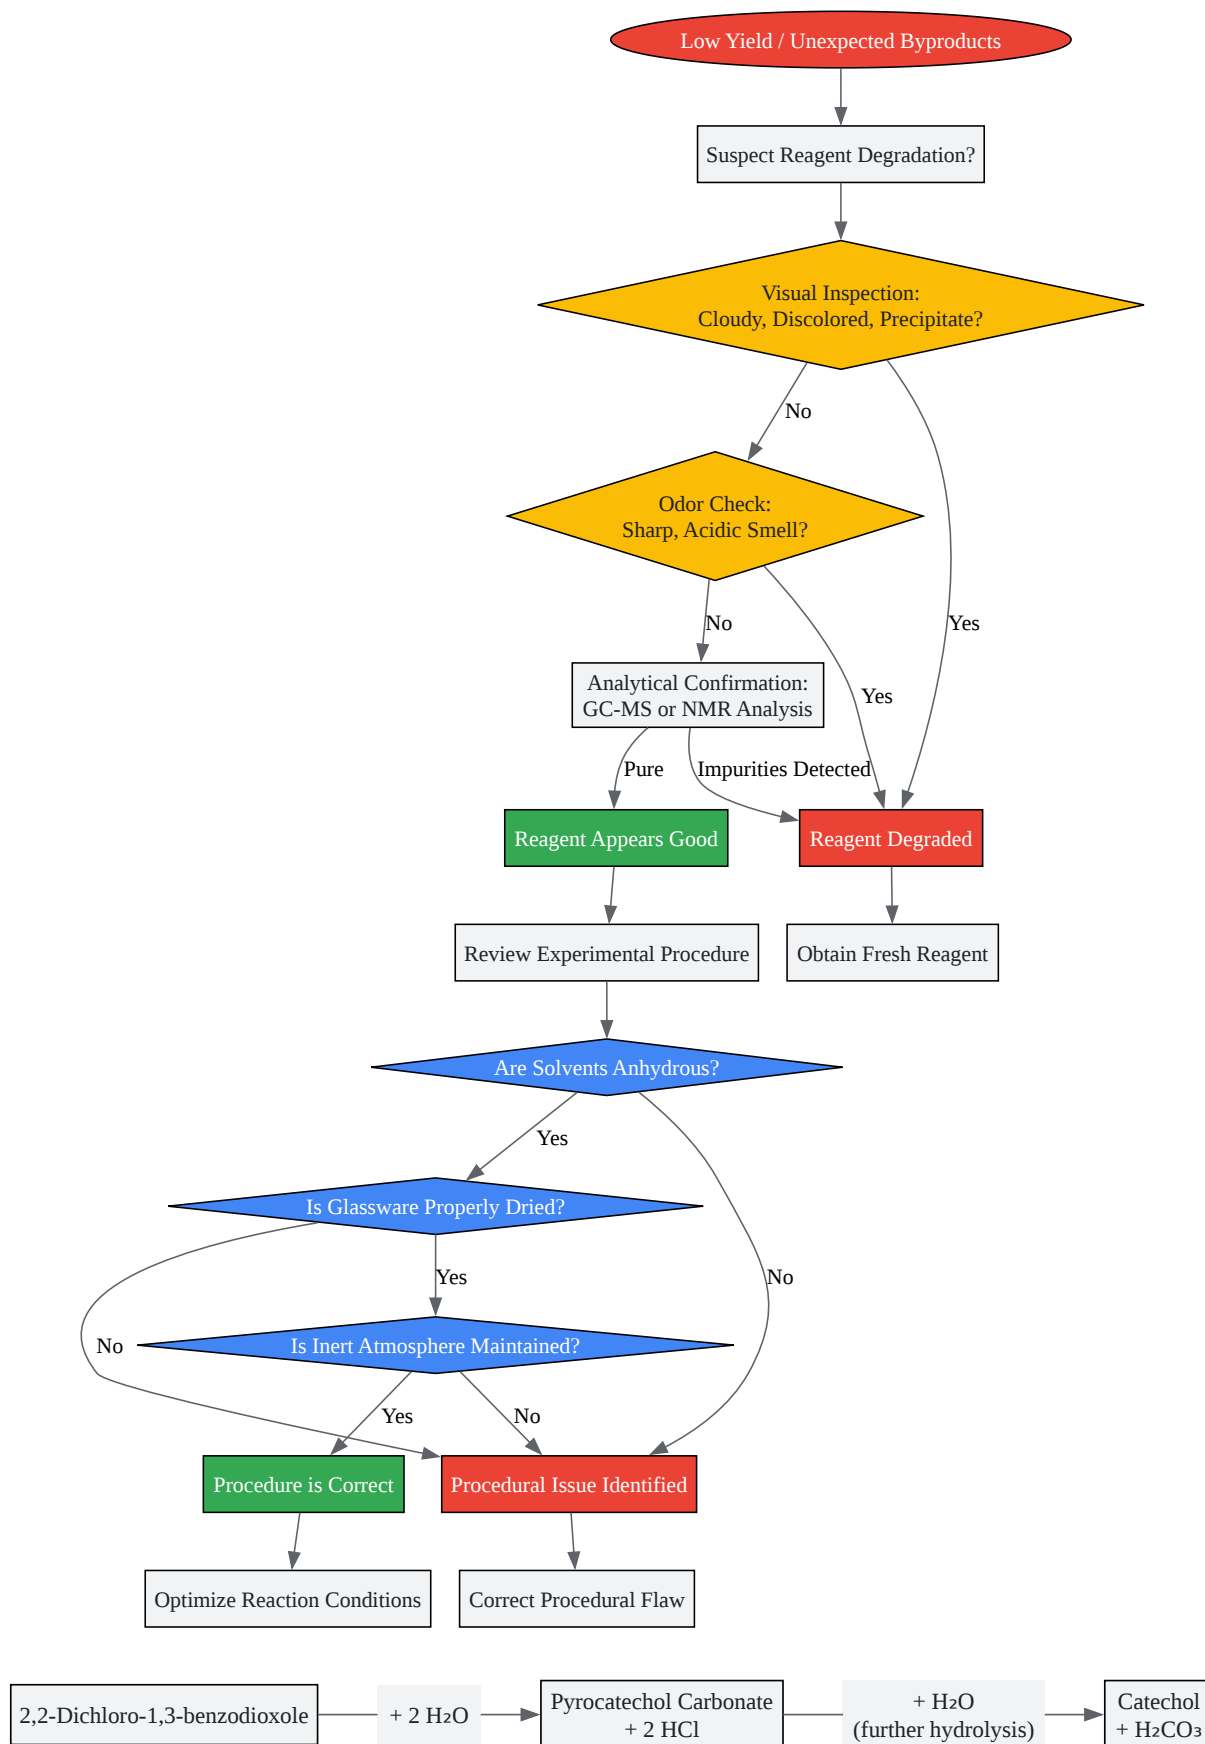 Low Yield / Unexpected Byproducts
Suspect Reagent Degradation?
Visual Inspection:
Cloudy, Discolored, Precipitate?
No
Odor Check:
Sharp, Acidic Smell?
No
Yes
Analytical Confirmation:
GC-MS or NMR Analysis
Yes
Pure
Impurities Detected
Reagent Appears Good
Reagent Degraded
Review Experimental Procedure
Obtain Fresh Reagent
Are Solvents Anhydrous?
Yes
Is Glassware Properly Dried?
Yes
No
Is Inert Atmosphere Maintained?
No
Yes
No
Procedure is Correct
Procedural Issue Identified
Optimize Reaction Conditions
Correct Procedural Flaw
2,2-Dichloro-1,3-benzodioxole
+ 2 H₂O
Pyrocatechol Carbonate
+ 2 HCl
+ H₂O
(further hydrolysis)
Catechol
+ H₂CO₃